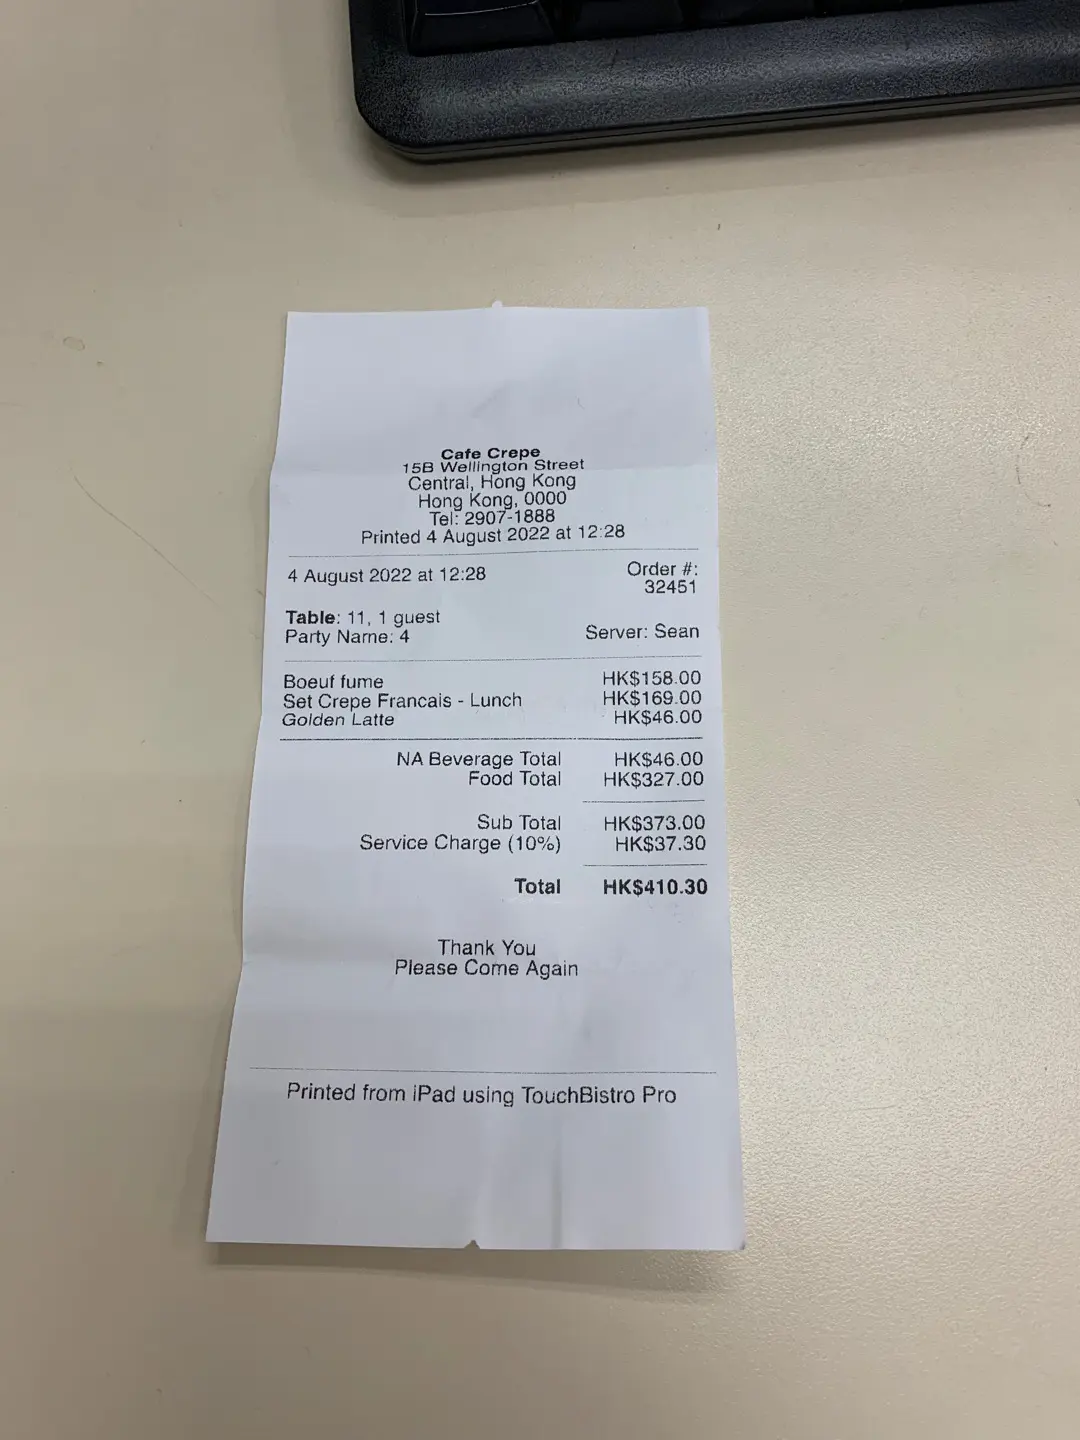 Cafe Crepe
15B Wellington Street
Central, Hong Kong
Hong Kong, 0000
Tel: 2907-1888
Printed 4 August 2022 at 12:28
4 August 2022 at 12:28 Order #:
32451
Table: 11, 1 guest
Party Name: 4 Server: Sean
Boeuf fume HK$158.00
Set Crepe Francais - Lunch HK$169.00
Golden Latte HK$46.00
NA Beverage Total HK$46.00
Food Total HK$327.00
Sub Total HK$373.00
Service Charge (10%) HK$37.30
Total HK$410.30
Thank You
Please Come Again
Printed from iPad using TouchBistro Pro